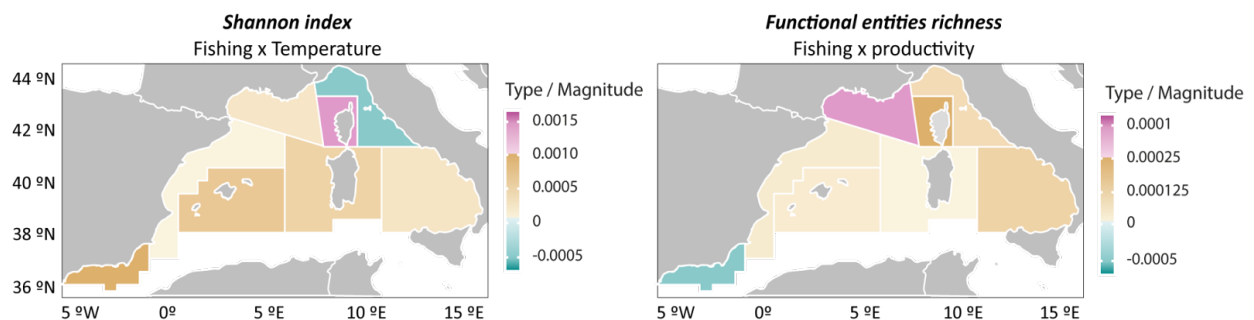 Shannon index
Fishing x Temperature
44 ºN
42 ºN
40 ºN
38 ºN
36 ºN
5 ºW
0º
5 ºE
10 ºE
15 ºE
Type / Magnitude
0.0015
0.0010
0.0005
0
-0.0005
Functional entities richness
Fishing x productivity
5 ºW
0º
5 ºE
10 ºE
15 ºE
Type / Magnitude
0.0001
0.00025
0.000125
0
-0.0005